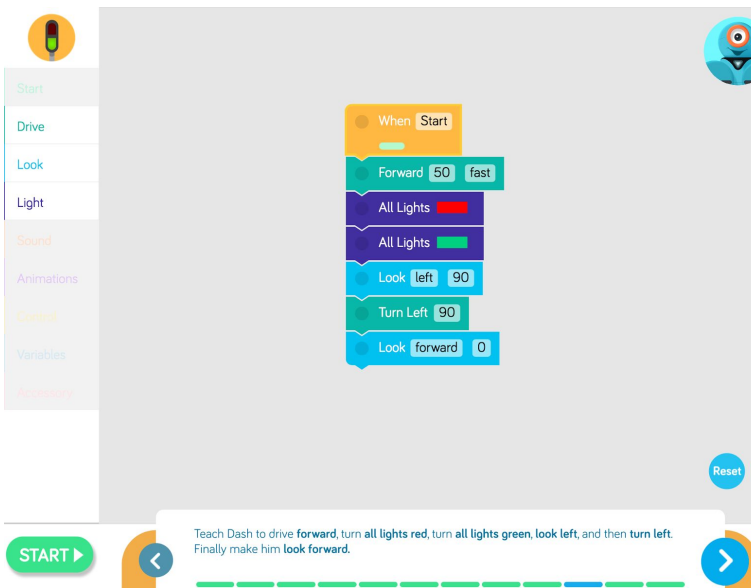 Start
Drive
Look
Light
Sound
Animations
Variables
Accessory
When Start
Forward 50 fast
All Lights
All Lights
Look left 90
Turn Left 90
Look forward 0
Reset
START
Teach Dash to drive forward, turn all lights red, turn all lights green, look left, and then turn left.
Finally make him look forward.